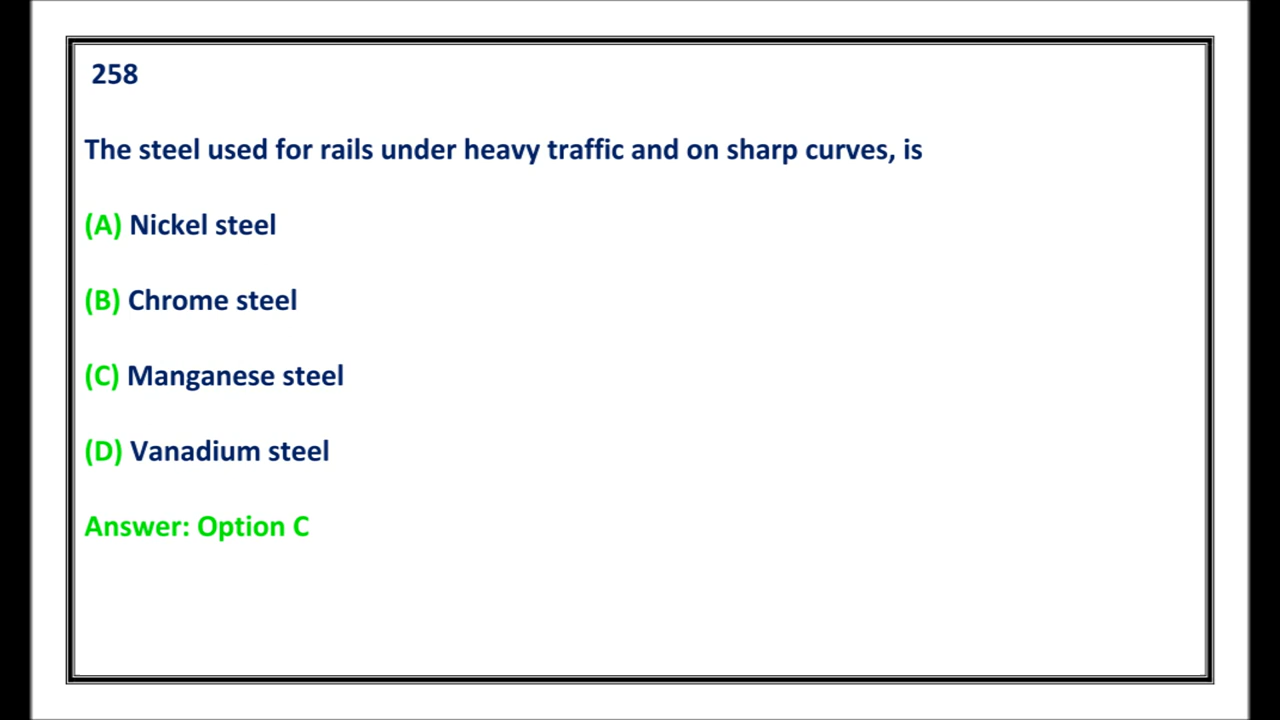 258
The steel used for rails under heavy traffic and on sharp curves, is
(A) Nickel steel
(B) Chrome steel
(C) Manganese steel
(D) Vanadium steel
Answer: Option C